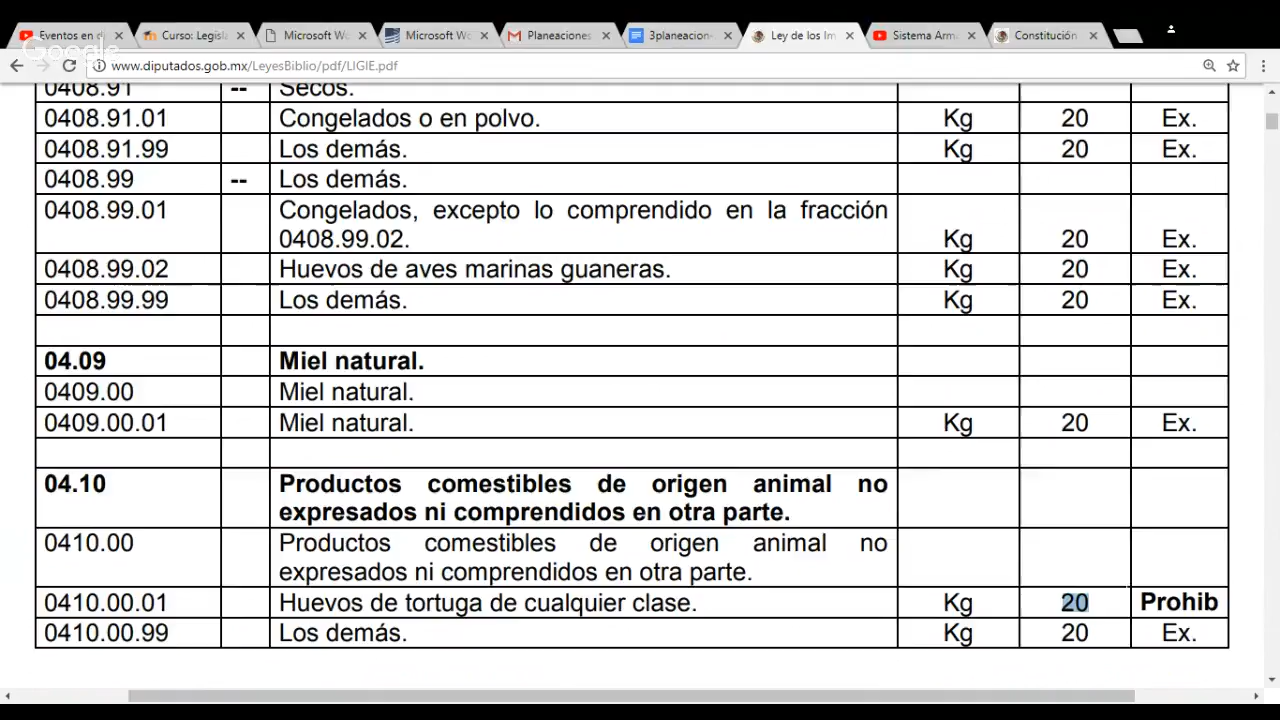 Eventos en di
Curso: Legisla
Microsoft Wo
Microsoft Wo
Planeaciones
3planeacion
Ley de los Im
Sistema Arm
Constitución
Google
www.diputados.gob.mx/LeyesBiblio/pdf/LIGIE.pdf
0408.91 -- Secos.
0408.91.01 Congelados o en polvo. Kg 20 Ex.
0408.91.99 Los demás. Kg 20 Ex.
0408.99 -- Los demás.
0408.99.01 Congelados, excepto lo comprendido en la fracción
0408.99.02. Kg 20 Ex.
0408.99.02 Huevos de aves marinas guaneras. Kg 20 Ex.
0408.99.99 Los demás. Kg 20 Ex.
04.09 Miel natural.
0409.00 Miel natural.
0409.00.01 Miel natural. Kg 20 Ex.
04.10 Productos comestibles de origen animal no
expresados ni comprendidos en otra parte.
0410.00 Productos comestibles de origen animal no
expresados ni comprendidos en otra parte.
0410.00.01 Huevos de tortuga de cualquier clase. Kg 20 Prohib
0410.00.99 Los demás. Kg 20 Ex.